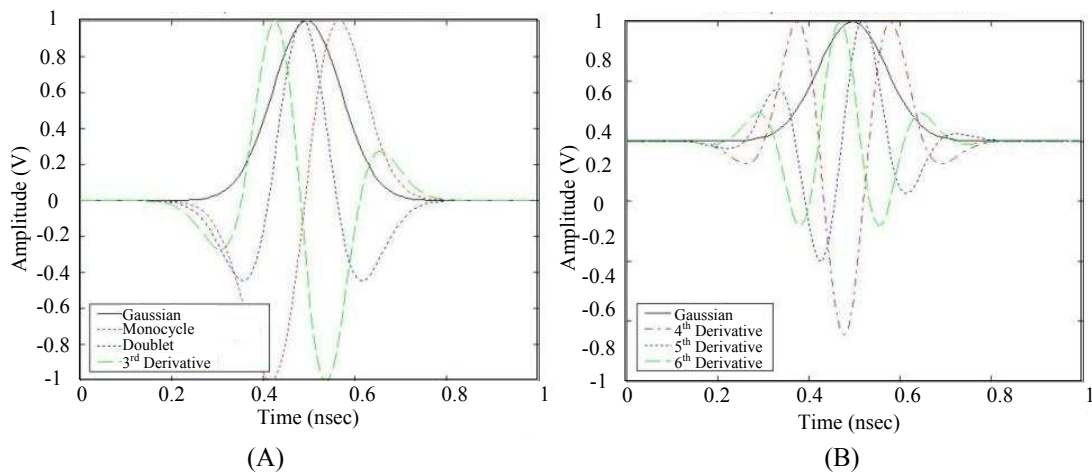 1
0.8
0.6
0.4
0.2
0
-0.2
-0.4
-0.6
-0.8
-1
Amplitude (V)
Gaussian
Monocycle
Doublet
3rd Derivative
0 0.2 0.4 0.6 0.8 1
Time (nsec)
(A)
1
0.8
0.6
0.4
0.2
0
-0.2
-0.4
-0.6
-0.8
-1
Amplitude (V)
Gaussian
4th Derivative
5th Derivative
6th Derivative
0 0.2 0.4 0.6 0.8 1
Time (nsec)
(B)